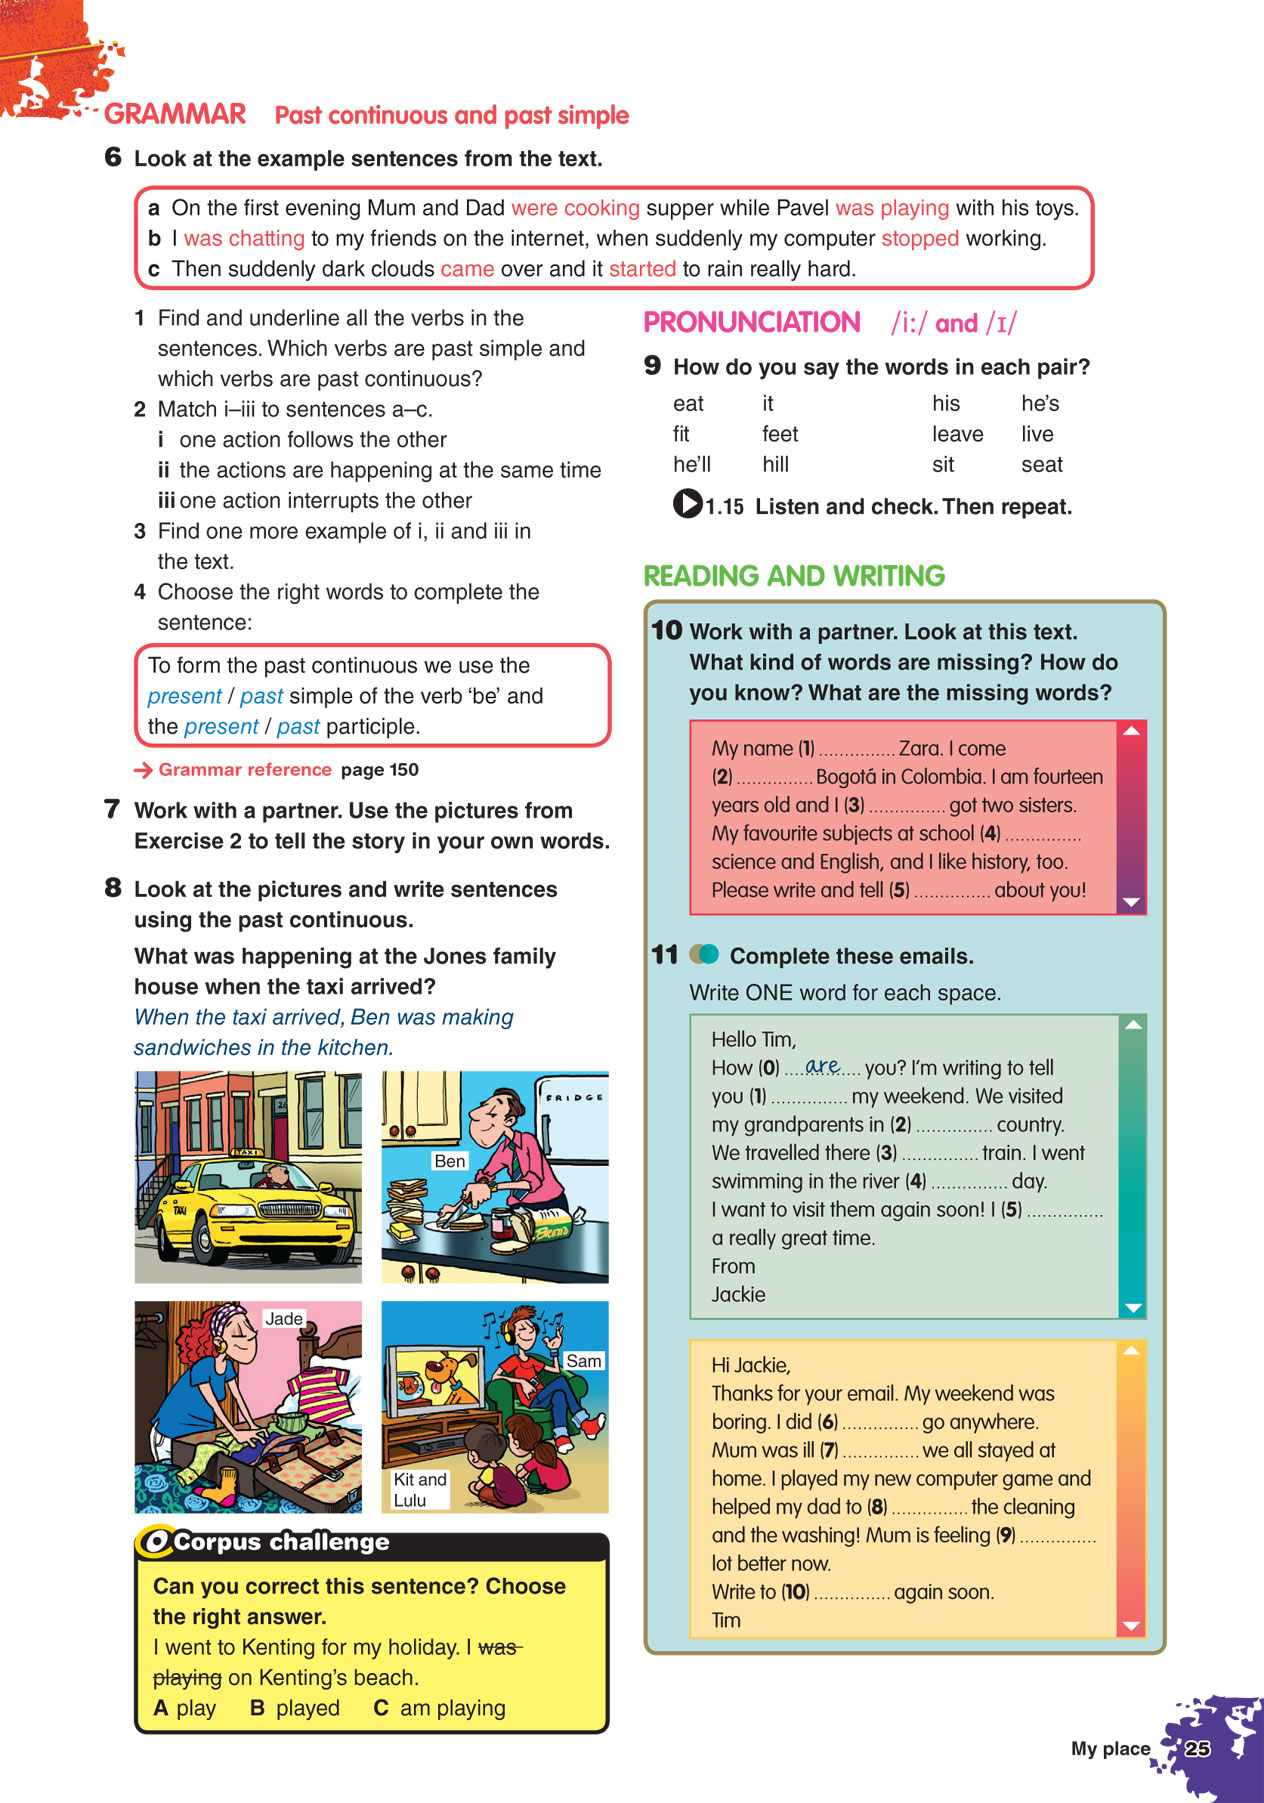 GRAMMAR Past continuous and past simple
6 Look at the example sentences from the text.
a On the first evening Mum and Dad were cooking supper while Pavel was playing with his toys.
b I was chatting to my friends on the internet, when suddenly my computer stopped working.
c Then suddenly dark clouds came over and it started to rain really hard.
1 Find and underline all the verbs in the
sentences. Which verbs are past simple and
which verbs are past continuous?
2 Match i–iii to sentences a–c.
i one action follows the other
ii the actions are happening at the same time
iii one action interrupts the other
3 Find one more example of i, ii and iii in
the text.
4 Choose the right words to complete the
sentence:
To form the past continuous we use the
present / past simple of the verb ‘be’ and
the present / past participle.
→ Grammar reference page 150
7 Work with a partner. Use the pictures from
Exercise 2 to tell the story in your own words.
8 Look at the pictures and write sentences
using the past continuous.
What was happening at the Jones family
house when the taxi arrived?
When the taxi arrived, Ben was making
sandwiches in the kitchen.
TAXI
TAXI
26
FRIDGE
Ben
Bread
Jade
Sam
Kit and
Lulu
Corpus challenge
Can you correct this sentence? Choose
the right answer.
I went to Kenting for my holiday. I was
playing on Kenting’s beach.
A play B played C am playing
PRONUNCIATION /i:/ and /ɪ/
9 How do you say the words in each pair?
eat it his he’s
fit feet leave live
he’ll hill sit seat
1.15 Listen and check. Then repeat.
READING AND WRITING
10 Work with a partner. Look at this text.
What kind of words are missing? How do
you know? What are the missing words?
My name (1) ............... Zara. I come
(2) ............... Bogotá in Colombia. I am fourteen
years old and I (3) ............... got two sisters.
My favourite subjects at school (4) ...............
science and English, and I like history, too.
Please write and tell (5) ............... about you!
11 Complete these emails.
Write ONE word for each space.
Hello Tim,
How (0) ....are.... you? I’m writing to tell
you (1) ............... my weekend. We visited
my grandparents in (2) ............... country.
We travelled there (3) ............... train. I went
swimming in the river (4) ............... day.
I want to visit them again soon! I (5) ...............
a really great time.
From
Jackie
Hi Jackie,
Thanks for your email. My weekend was
boring. I did (6) ............... go anywhere.
Mum was ill (7) ............... we all stayed at
home. I played my new computer game and
helped my dad to (8) ............... the cleaning
and the washing! Mum is feeling (9) ...............
lot better now.
Write to (10) ............... again soon.
Tim
My place 25